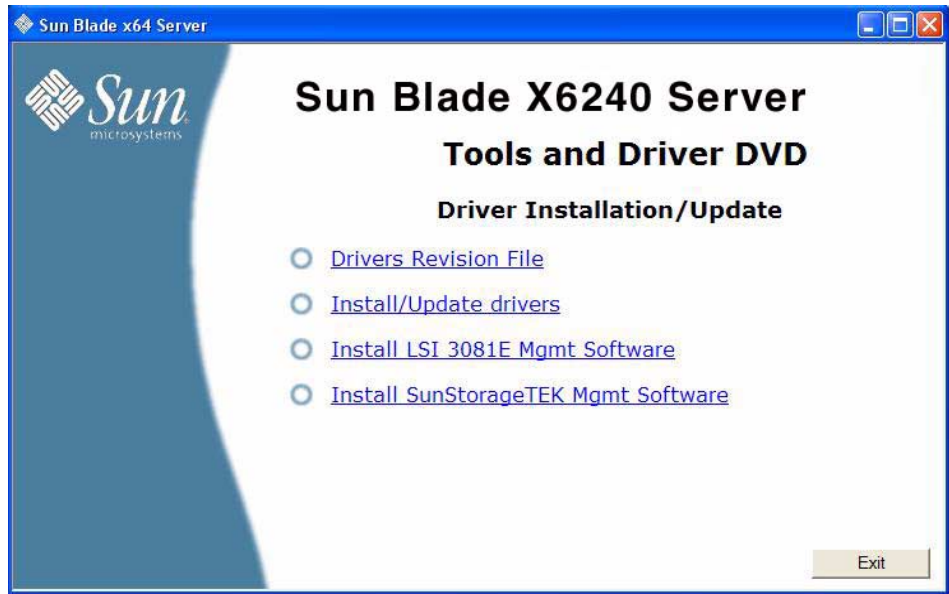 Sun Blade x64 Server
Sun
microsystems
Sun Blade X6240 Server
Tools and Driver DVD
Driver Installation/Update
Drivers Revision File
Install/Update drivers
Install LSI 3081E Mgmt Software
Install SunStorageTEK Mgmt Software
Exit